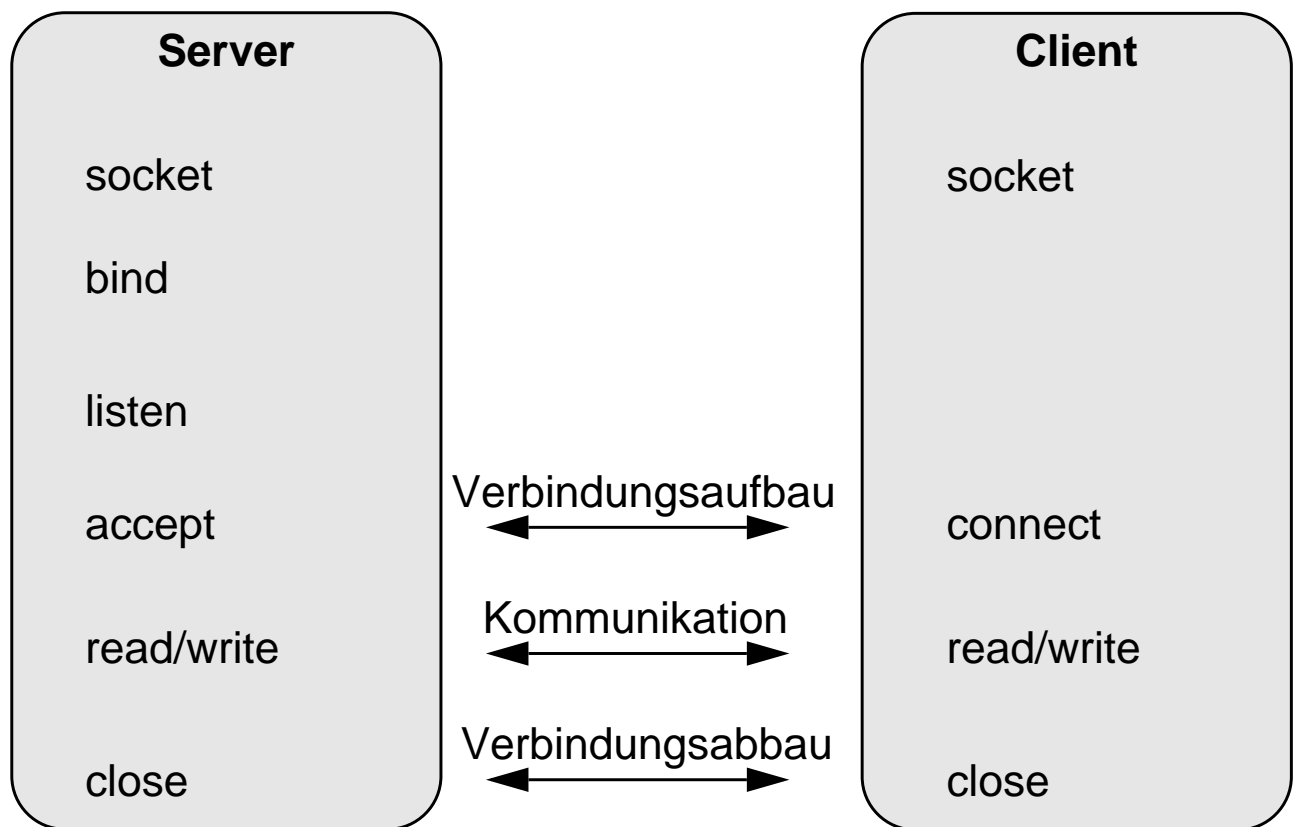 Server
Client
socket
socket
bind
listen
Verbindungsaufbau
accept
connect
Kommunikation
read/write
read/write
Verbindungsabbau
close
close